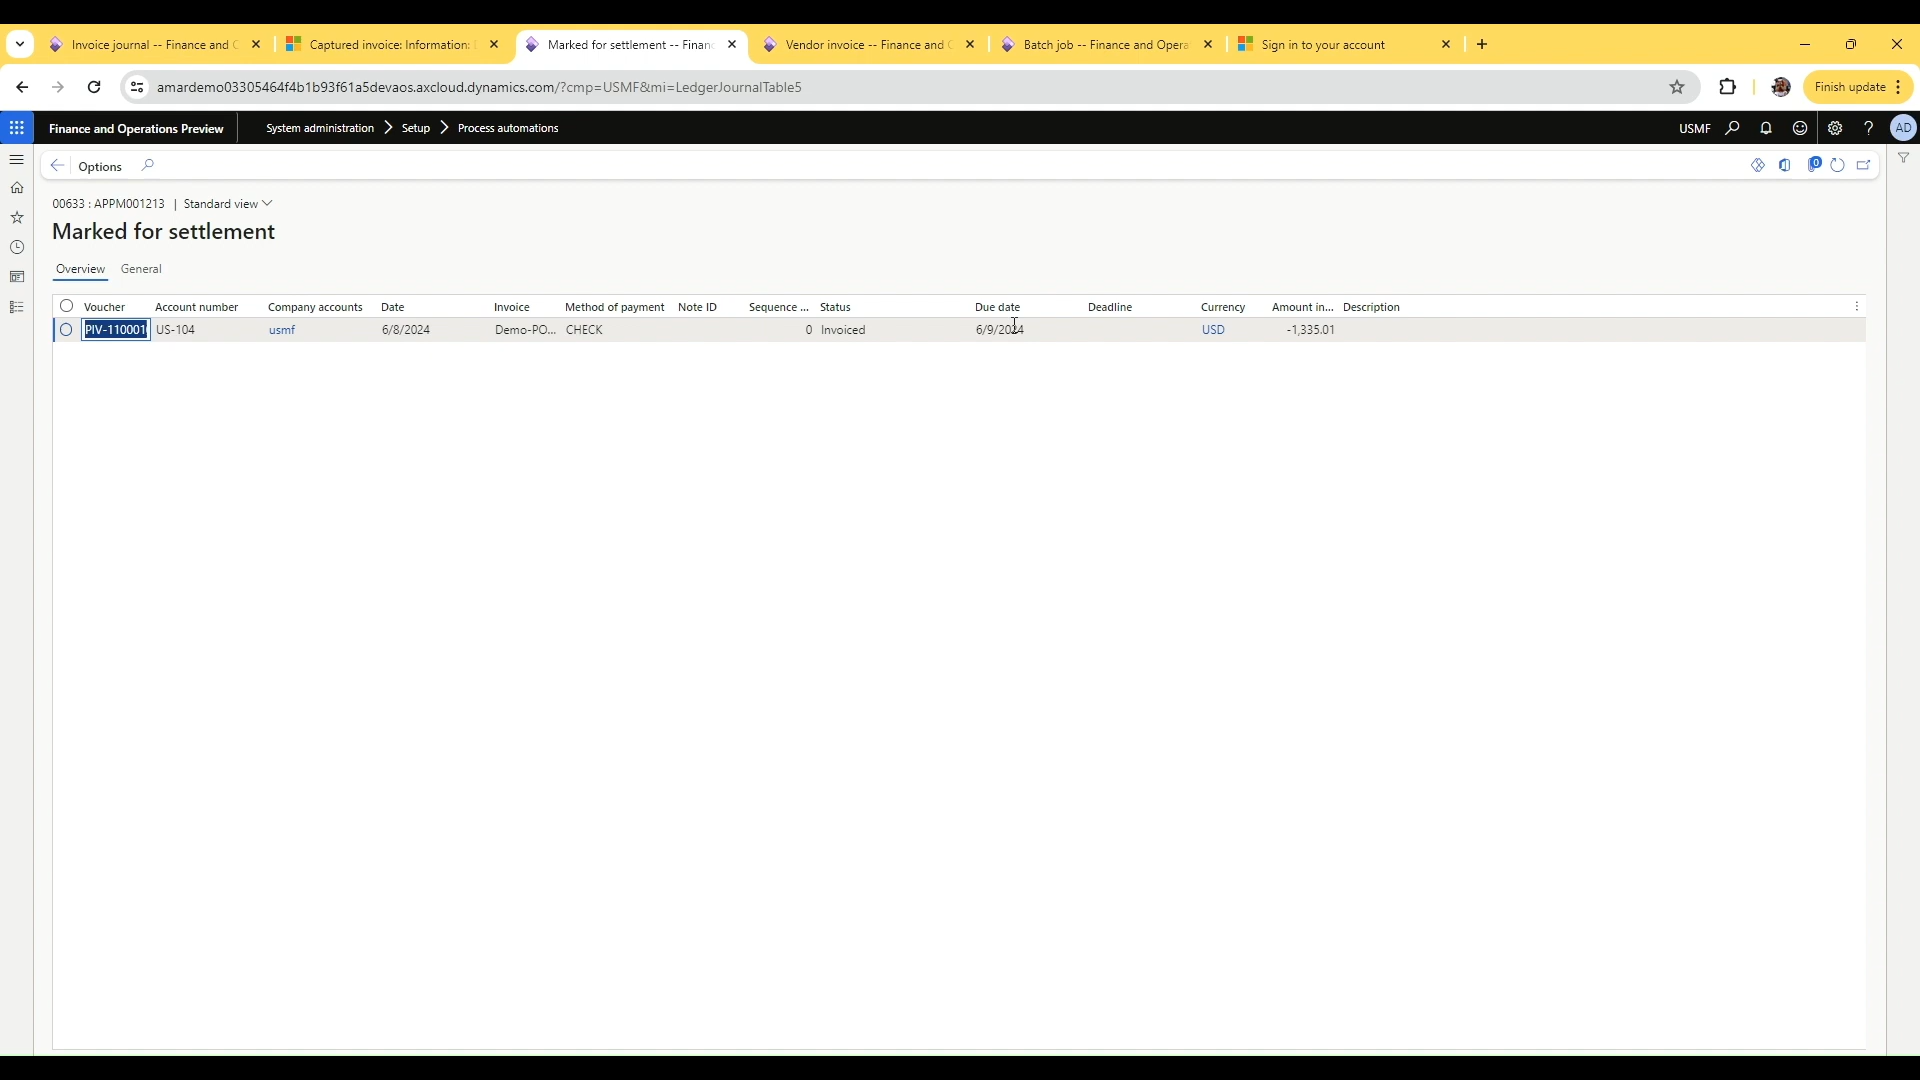 Invoice journal -- Finance and
Captured invoice: Information:
Marked for settlement -- Finan
Vendor invoice -- Finance and
Batch job -- Finance and Opera
Sign in to your account
amardemo03305464f4b1b93f61a5devaos.axcloud.dynamics.com/?cmp=USMF&mi=LedgerJournalTable5
Finish update
Finance and Operations Preview
System administration
Setup
Process automations
USMF
?
AD
Options
0
00633 : APPM001213 | Standard view
Marked for settlement
Overview General
Voucher Account number Company accounts Date Invoice Method of payment Note ID Sequence ... Status Due date Deadline Currency Amount in... Description
PIV-110001 US-104 usmf 6/8/2024 Demo-PO... CHECK 0 Invoiced 6/9/2024 USD -1,335.01